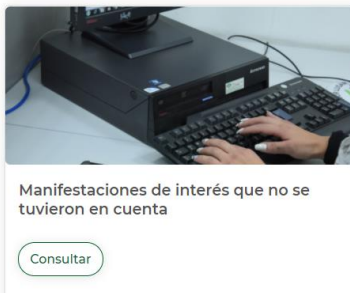 Manifestaciones de interés que no se
tuvieron en cuenta
Consultar